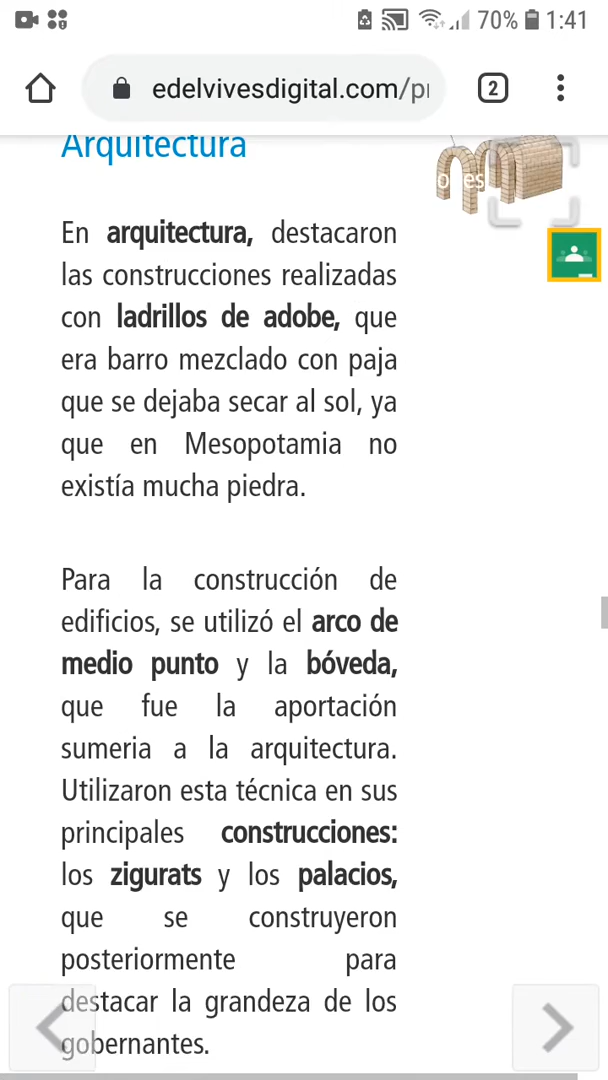 70% 1:41
edelvivesdigital.com/p
2
Arquitectura
En arquitectura, destacaron
las construcciones realizadas
con ladrillos de adobe, que
era barro mezclado con paja
que se dejaba secar al sol, ya
que en Mesopotamia no
existía mucha piedra.
Para la construcción de
edificios, se utilizó el arco de
medio punto y la bóveda,
que fue la aportación
sumeria a la arquitectura.
Utilizaron esta técnica en sus
principales construcciones:
los zigurats y los palacios,
que se construyeron
posteriormente para
destacar la grandeza de los
gobernantes.